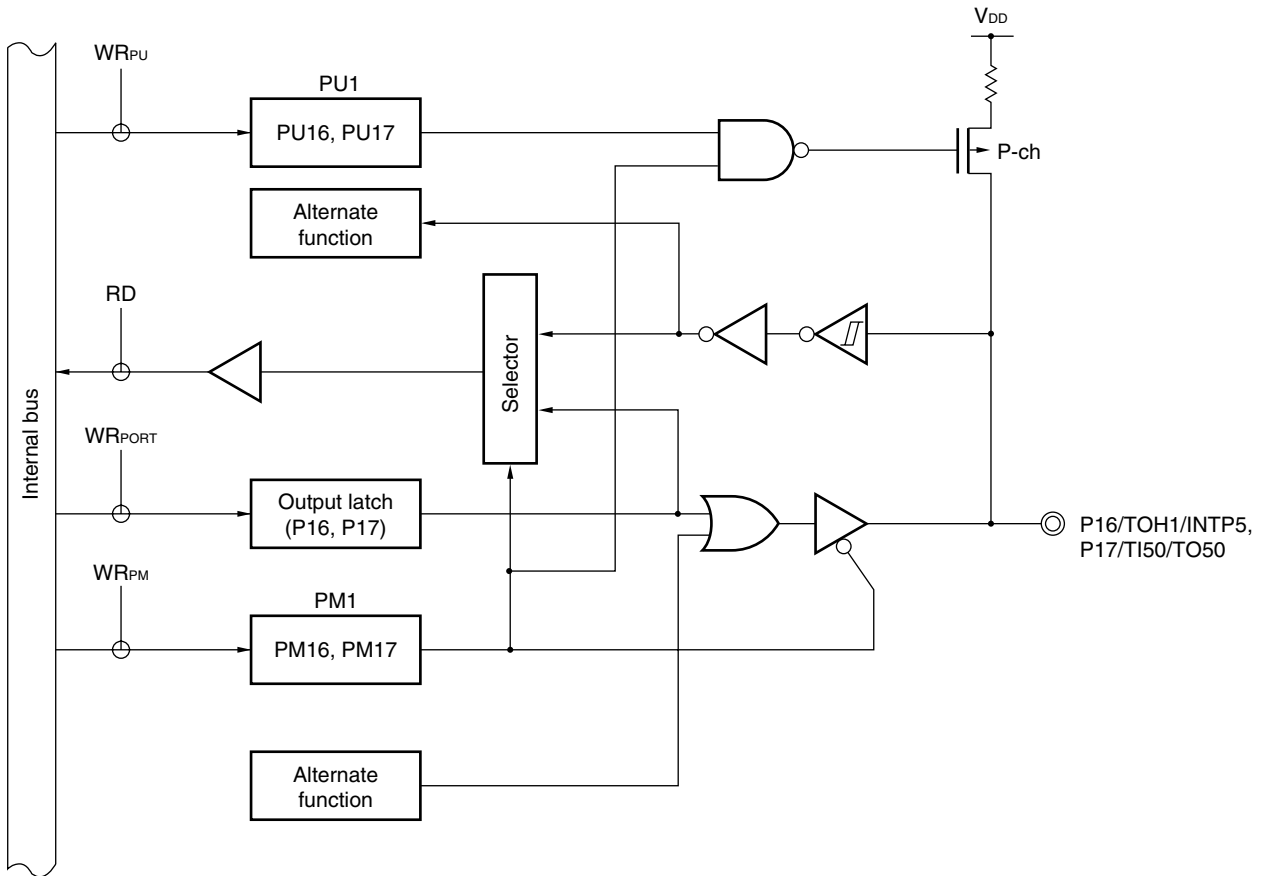 VDD
WRPU
PU1
PU16, PU17
P-ch
Alternate
function
RD
Selector
Internal bus
WRPORT
Output latch
(P16, P17)
P16/TOH1/INTP5,
P17/TI50/TO50
WRPM
PM1
PM16, PM17
Alternate
function